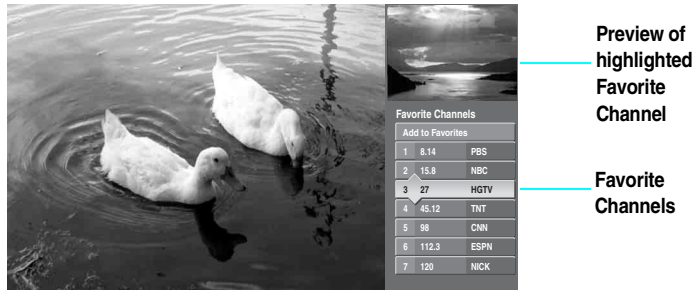 Favorite Channels
Add to Favorites
1 8.14 PBS
2 15.8 NBC
3 27 HGTV
4 45.12 TNT
5 98 CNN
6 112.3 ESPN
7 120 NICK
Preview of
highlighted
Favorite
Channel
Favorite
Channels